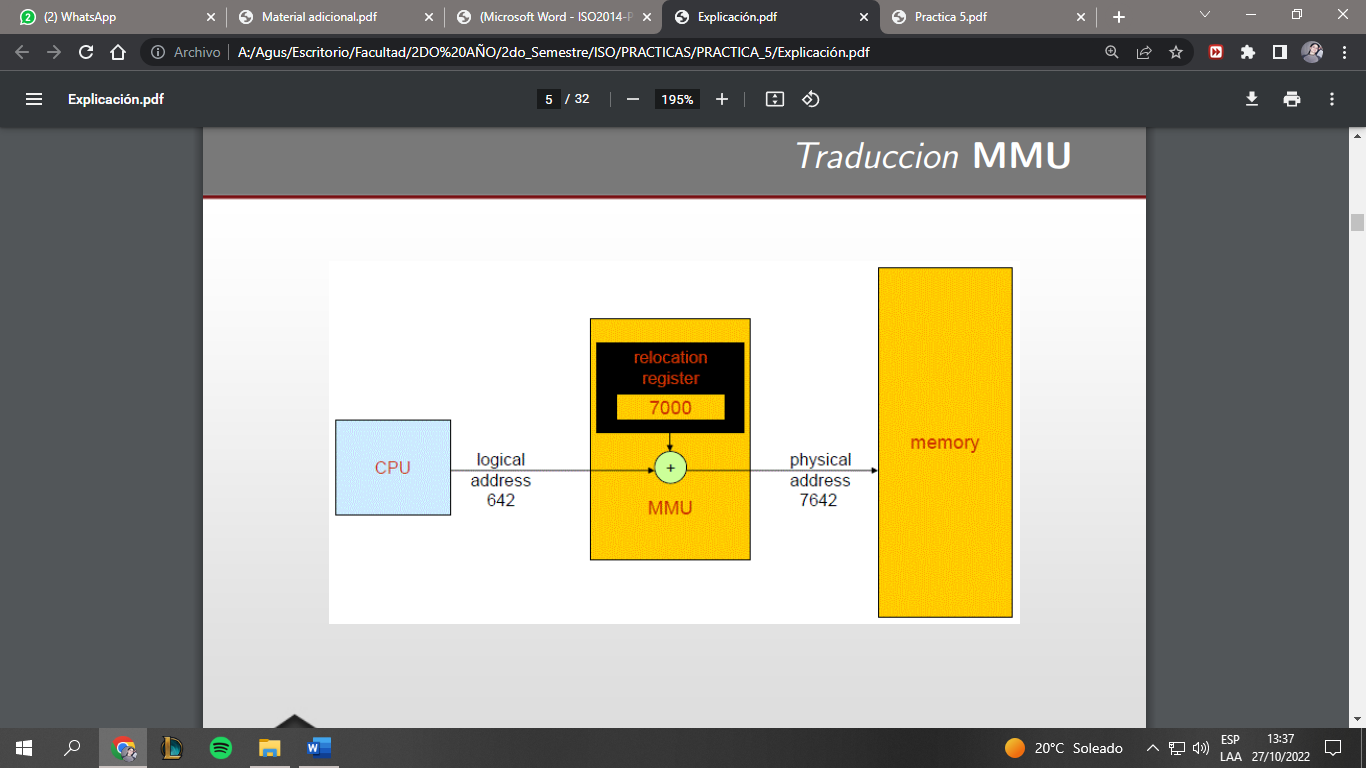 (2) WhatsApp
Material adicional.pdf
(Microsoft Word - ISO2014-P
Explicación.pdf
Practica 5.pdf
Archivo
A:/Agus/Escritorio/Facultad/2DO%20AÑO/2do_Semestre/ISO/PRACTICAS/PRACTICA_5/Explicación.pdf
Explicación.pdf
5 / 32
195%
Traduccion MMU
relocation
register
7000
CPU
logical
address
642
+
MMU
physical
address
7642
memory
20°C Soleado
ESP
LAA
13:37
27/10/2022